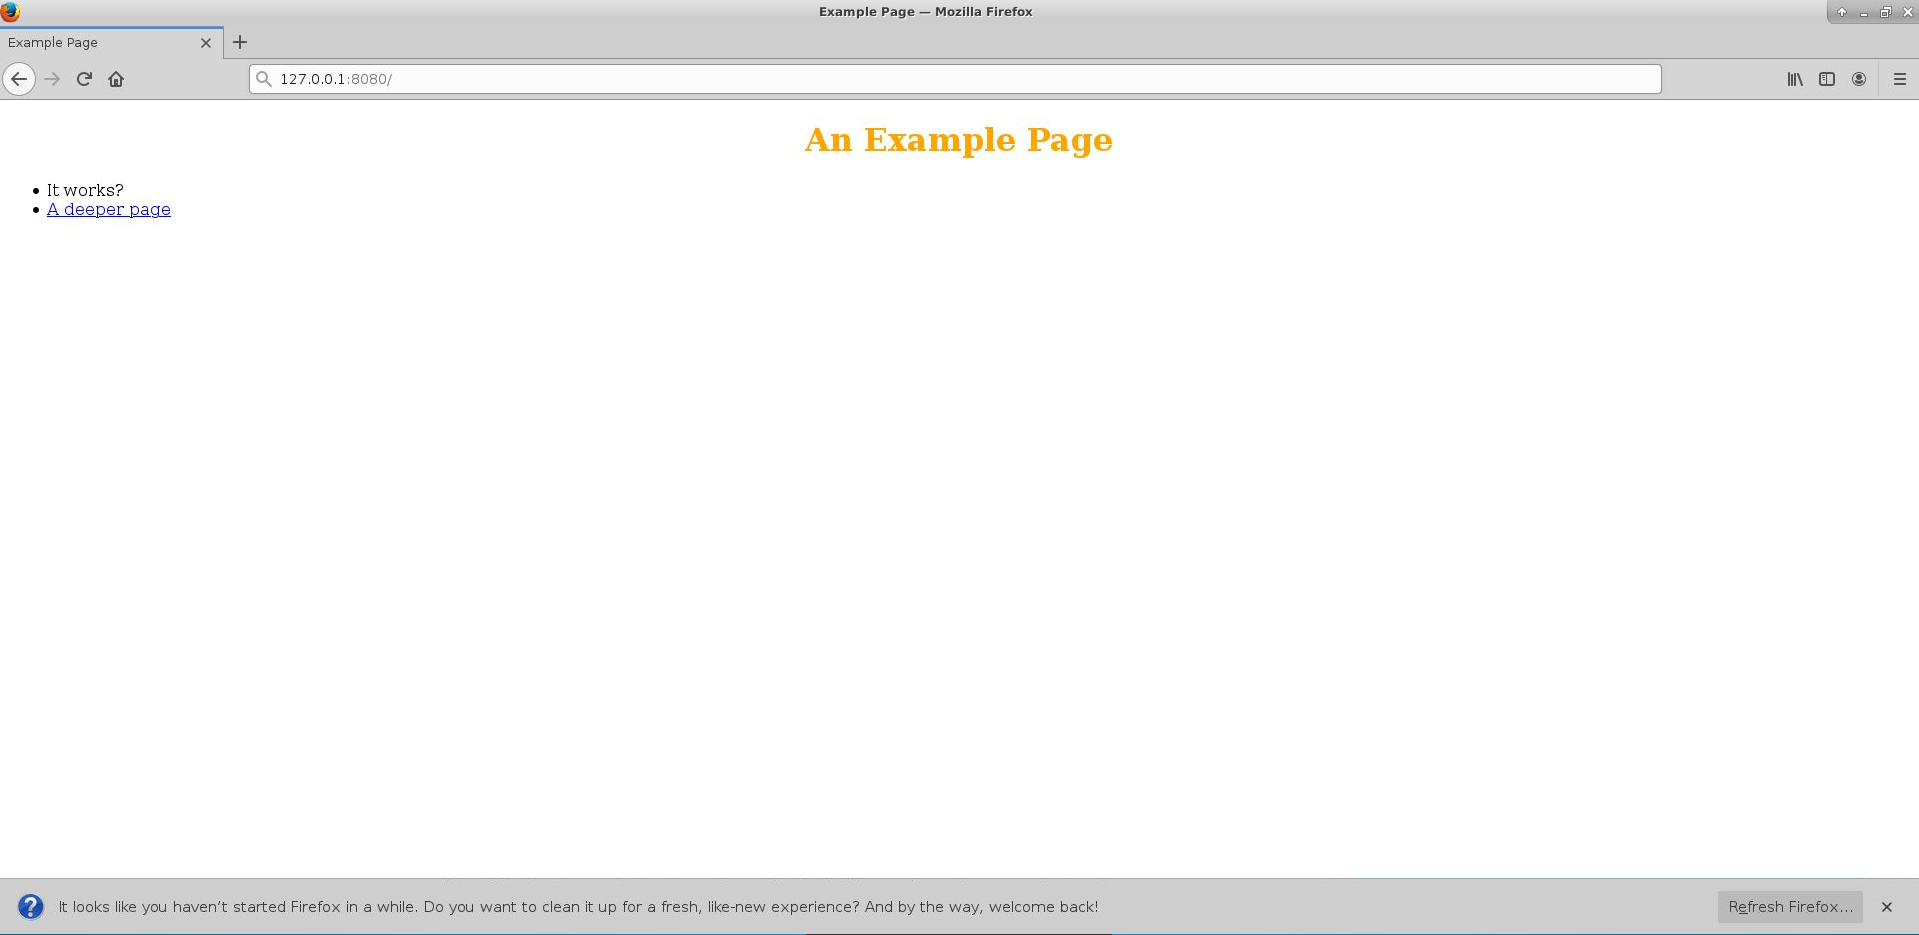 Example Page — Mozilla Firefox
Example Page
127.0.0.1:8080/
An Example Page
• It works?
• A deeper page
It looks like you haven’t started Firefox in a while. Do you want to clean it up for a fresh, like-new experience? And by the way, welcome back!
Refresh Firefox…